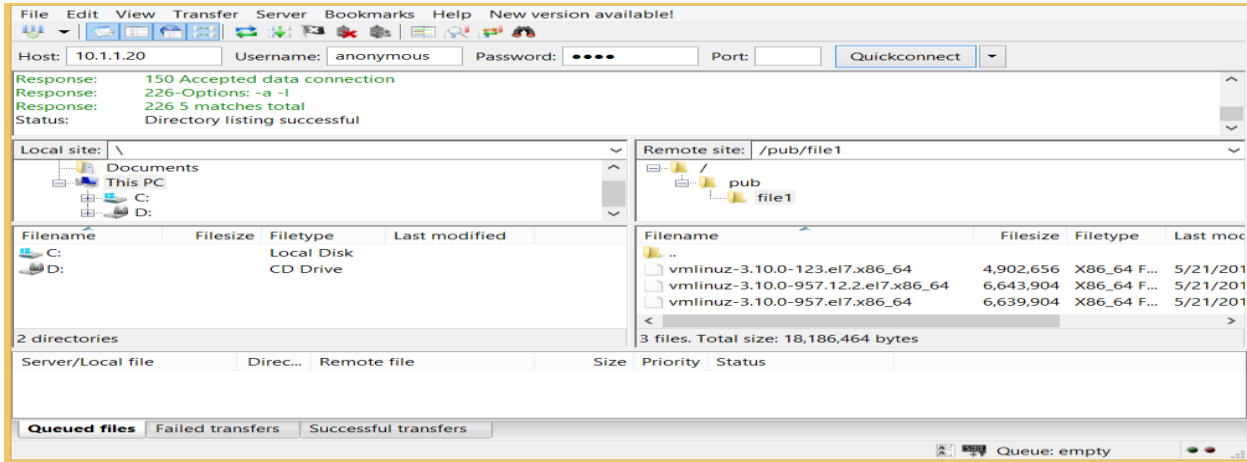 File Edit View Transfer Server Bookmarks Help New version available!
Host: 10.1.1.20 Username: anonymous Password: •••• Port: Quickconnect
Response: 150 Accepted data connection
Response: 226-Options: -a -l
Response: 226 5 matches total
Status: Directory listing successful
Local site: \
Documents
This PC
C:
D:
Remote site: /pub/file1
/
pub
file1
Filename Filesize Filetype Last modified
C: Local Disk
D: CD Drive
2 directories
Filename Filesize Filetype Last moc
..
vmlinuz-3.10.0-123.el7.x86_64 4,902,656 X86_64 F... 5/21/201
vmlinuz-3.10.0-957.12.2.el7.x86_64 6,643,904 X86_64 F... 5/21/201
vmlinuz-3.10.0-957.el7.x86_64 6,639,904 X86_64 F... 5/21/201
3 files. Total size: 18,186,464 bytes
Server/Local file Direc... Remote file Size Priority Status
Queued files Failed transfers Successful transfers
Queue: empty